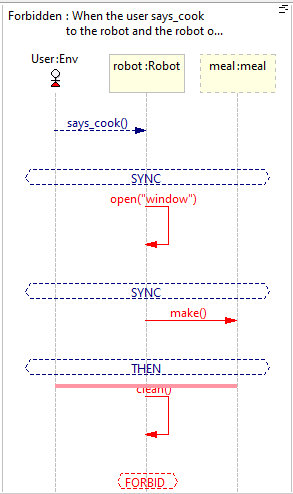 Forbidden : When the user says_cook
to the robot and the robot o...
User:Env
robot :Robot
meal:meal
says_cook()
SYNC
open("window")
SYNC
make()
THEN
clean()
FORBID